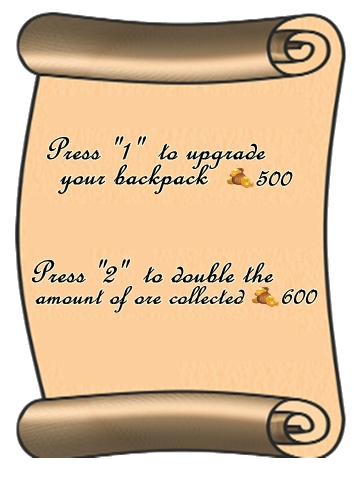 Press "1" to upgrade
your backpack 500
Press "2" to double the
amount of ore collected 600